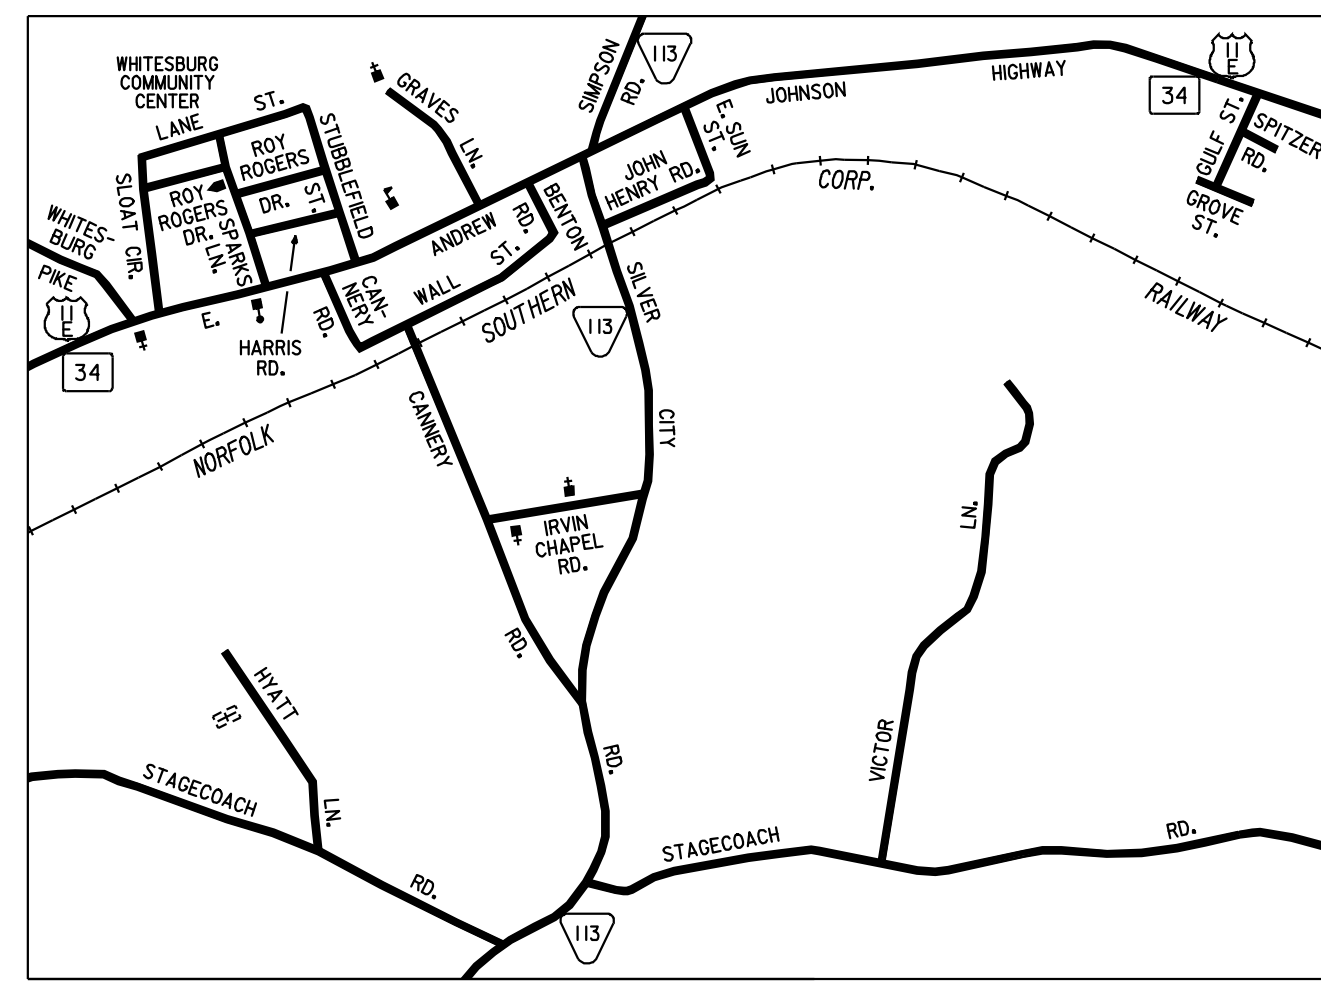 WHITESBURG
COMMUNITY
CENTER
LANE ST.
GRAVES
LN.
SIMPSON
RD.
113
JOHNSON
HIGHWAY
11
E
34
GULF ST.
SPITZER
RD.
GROVE
ST.
E. SUN
ST.
JOHN
HENRY RD.
CORP.
RAILWAY
STUBBLEFIELD
ROY
ROGERS
DR. ST.
ROY
ROGERS
DR.
SPARKS
LN.
SLOAT CIR.
WHITES-
BURG
PIKE
11
E
34
E.
ANDREW
BENTON
RD.
WALL ST.
CAN-
NERY
RD.
HARRIS
RD.
SOUTHERN
NORFOLK
SILVER
113
CITY
CANNERY
IRVIN
CHAPEL
RD.
RD.
LN.
VICTOR
HYATT
LN.
STAGECOACH
RD.
RD.
STAGECOACH
RD.
113